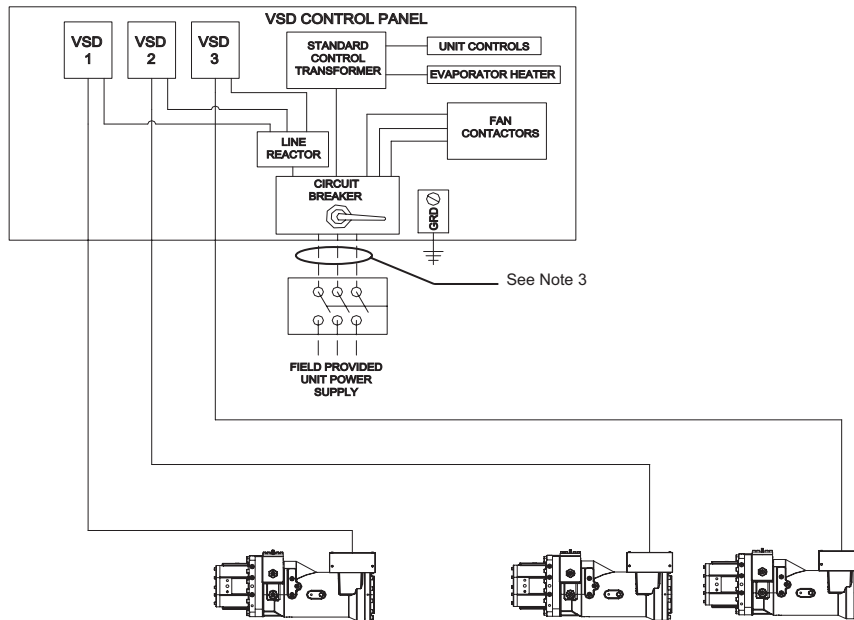 VSD CONTROL PANEL
VSD
1
VSD
2
VSD
3
STANDARD
CONTROL
TRANSFORMER
UNIT CONTROLS
EVAPORATOR HEATER
FAN
CONTACTORS
LINE
REACTOR
CIRCUIT
BREAKER
GRD
See Note 3
FIELD PROVIDED
UNIT POWER
SUPPLY